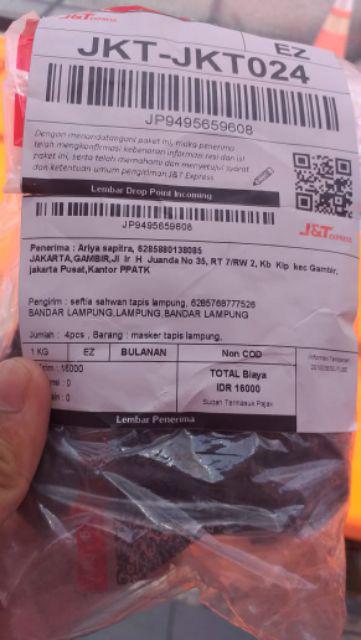 J&T EXPRESS
EZ
JKT-JKT024
JP9495659608
Dengan menandatangani paket ini, risiko penerima
telah mengkonfirmasi kebenaran informasi resi dan isi
paket ini, serta telah memahami dan menyetujui syarat
dan ketentuan umum pengiriman J&T Express
Lembar Drop Point Incoming
JP9495659608
J&T EXPRESS
Penerima : Ariya sapitra, 6285880138085
JAKARTA,GAMBIR,Jl Ir H Juanda No 35, RT 7/RW 2, Kb Klp kec Gambir,
jakarta Pusat,Kantor PPATK
Pengirim : seftia sahwan tapis lampung, 6285768777526
BANDAR LAMPUNG,LAMPUNG,BANDAR LAMPUNG
Jumlah : 4pcs , Barang : masker tapis lampung,
1 KG EZ BULANAN Non COD
: 16000
: 0
: 0
TOTAL Biaya
IDR 16000
Sudah Termasuk Pajak
Lembar Penerima